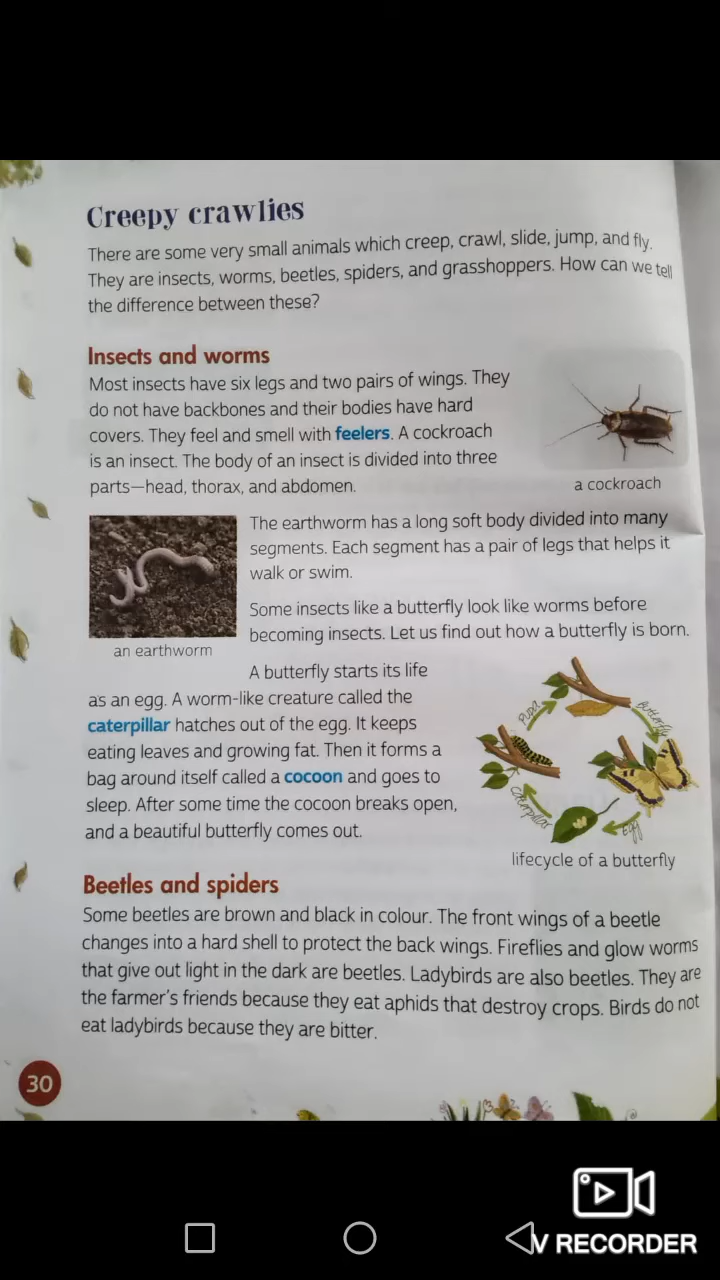 Creepy crawlies
There are some very small animals which creep, crawl, slide, jump, and fly.
They are insects, worms, beetles, spiders, and grasshoppers. How can we tell
the difference between these?
Insects and worms
Most insects have six legs and two pairs of wings. They
do not have backbones and their bodies have hard
covers. They feel and smell with feelers. A cockroach
is an insect. The body of an insect is divided into three
parts—head, thorax, and abdomen.
a cockroach
The earthworm has a long soft body divided into many
segments. Each segment has a pair of legs that helps it
walk or swim.
Some insects like a butterfly look like worms before
becoming insects. Let us find out how a butterfly is born.
an earthworm
A butterfly starts its life
as an egg. A worm-like creature called the
caterpillar hatches out of the egg. It keeps
eating leaves and growing fat. Then it forms a
bag around itself called a cocoon and goes to
sleep. After some time the cocoon breaks open,
and a beautiful butterfly comes out.
Pupa
Butterfly
Caterpillar
Egg
lifecycle of a butterfly
Beetles and spiders
Some beetles are brown and black in colour. The front wings of a beetle
changes into a hard shell to protect the back wings. Fireflies and glow worms
that give out light in the dark are beetles. Ladybirds are also beetles. They are
the farmer's friends because they eat aphids that destroy crops. Birds do not
eat ladybirds because they are bitter.
30
V RECORDER